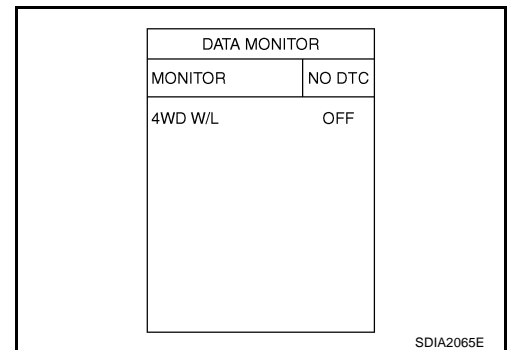 DATA MONITOR
MONITOR NO DTC
4WD W/L OFF
SDIA2065E